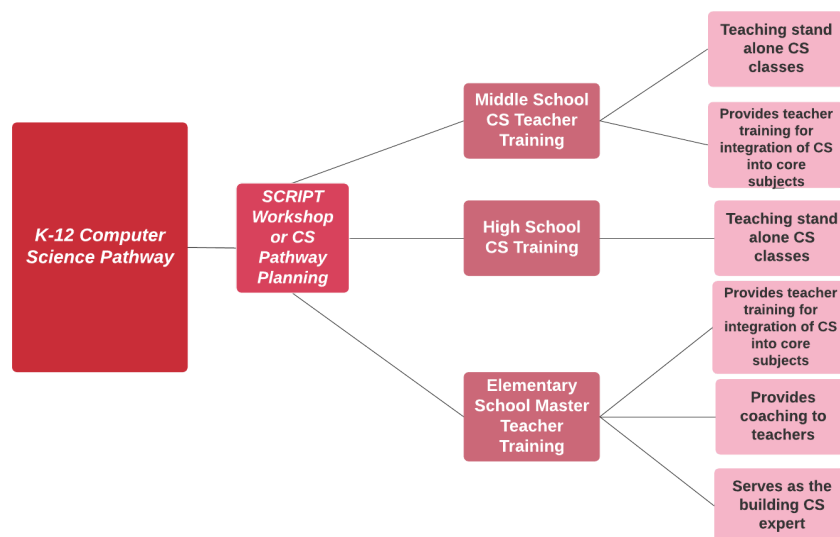 K-12 Computer
Science Pathway
SCRIPT
Workshop
or CS
Pathway
Planning
Middle School
CS Teacher
Training
Teaching stand
alone CS
classes
Provides teacher
training for
integration of CS
into core
subjects
High School
CS Training
Teaching stand
alone CS
classes
Elementary
School Master
Teacher
Training
Provides teacher
training for
integration of CS
into core
subjects
Provides
coaching to
teachers
Serves as the
building CS
expert